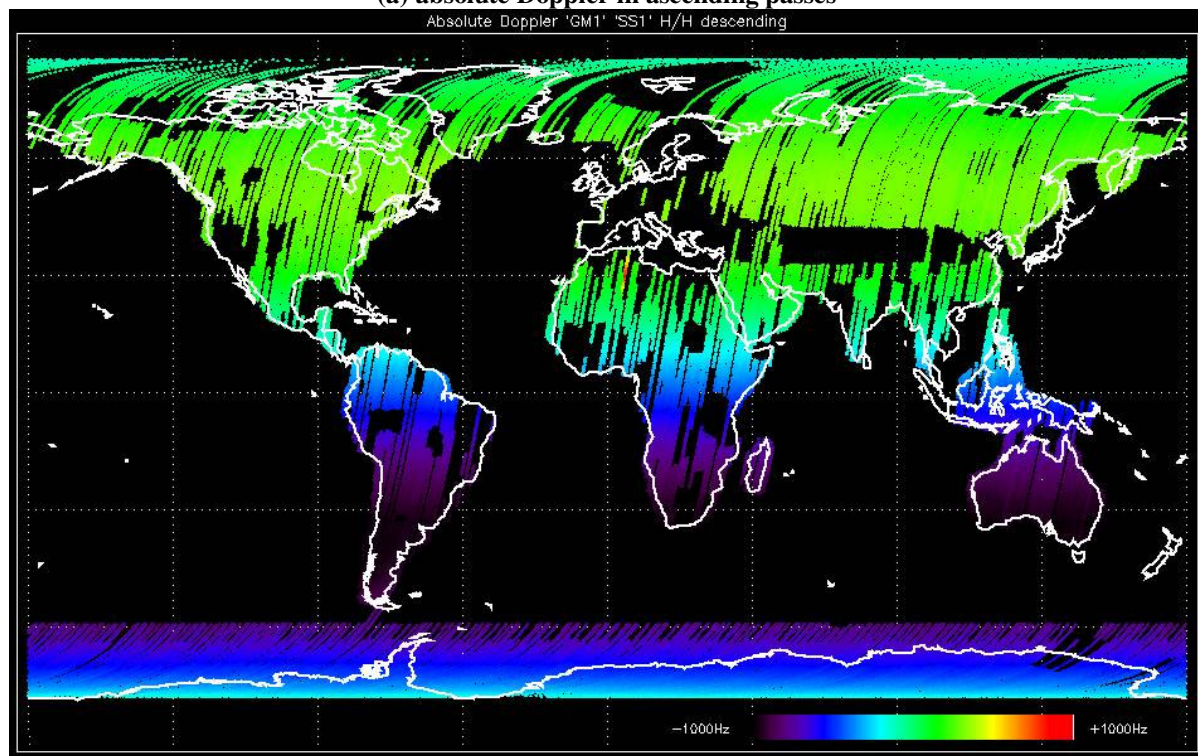 (a) absolute Doppler in ascending passes
Absolute Doppler 'GM1' 'SS1' H/H descending
−1000Hz
+1000Hz